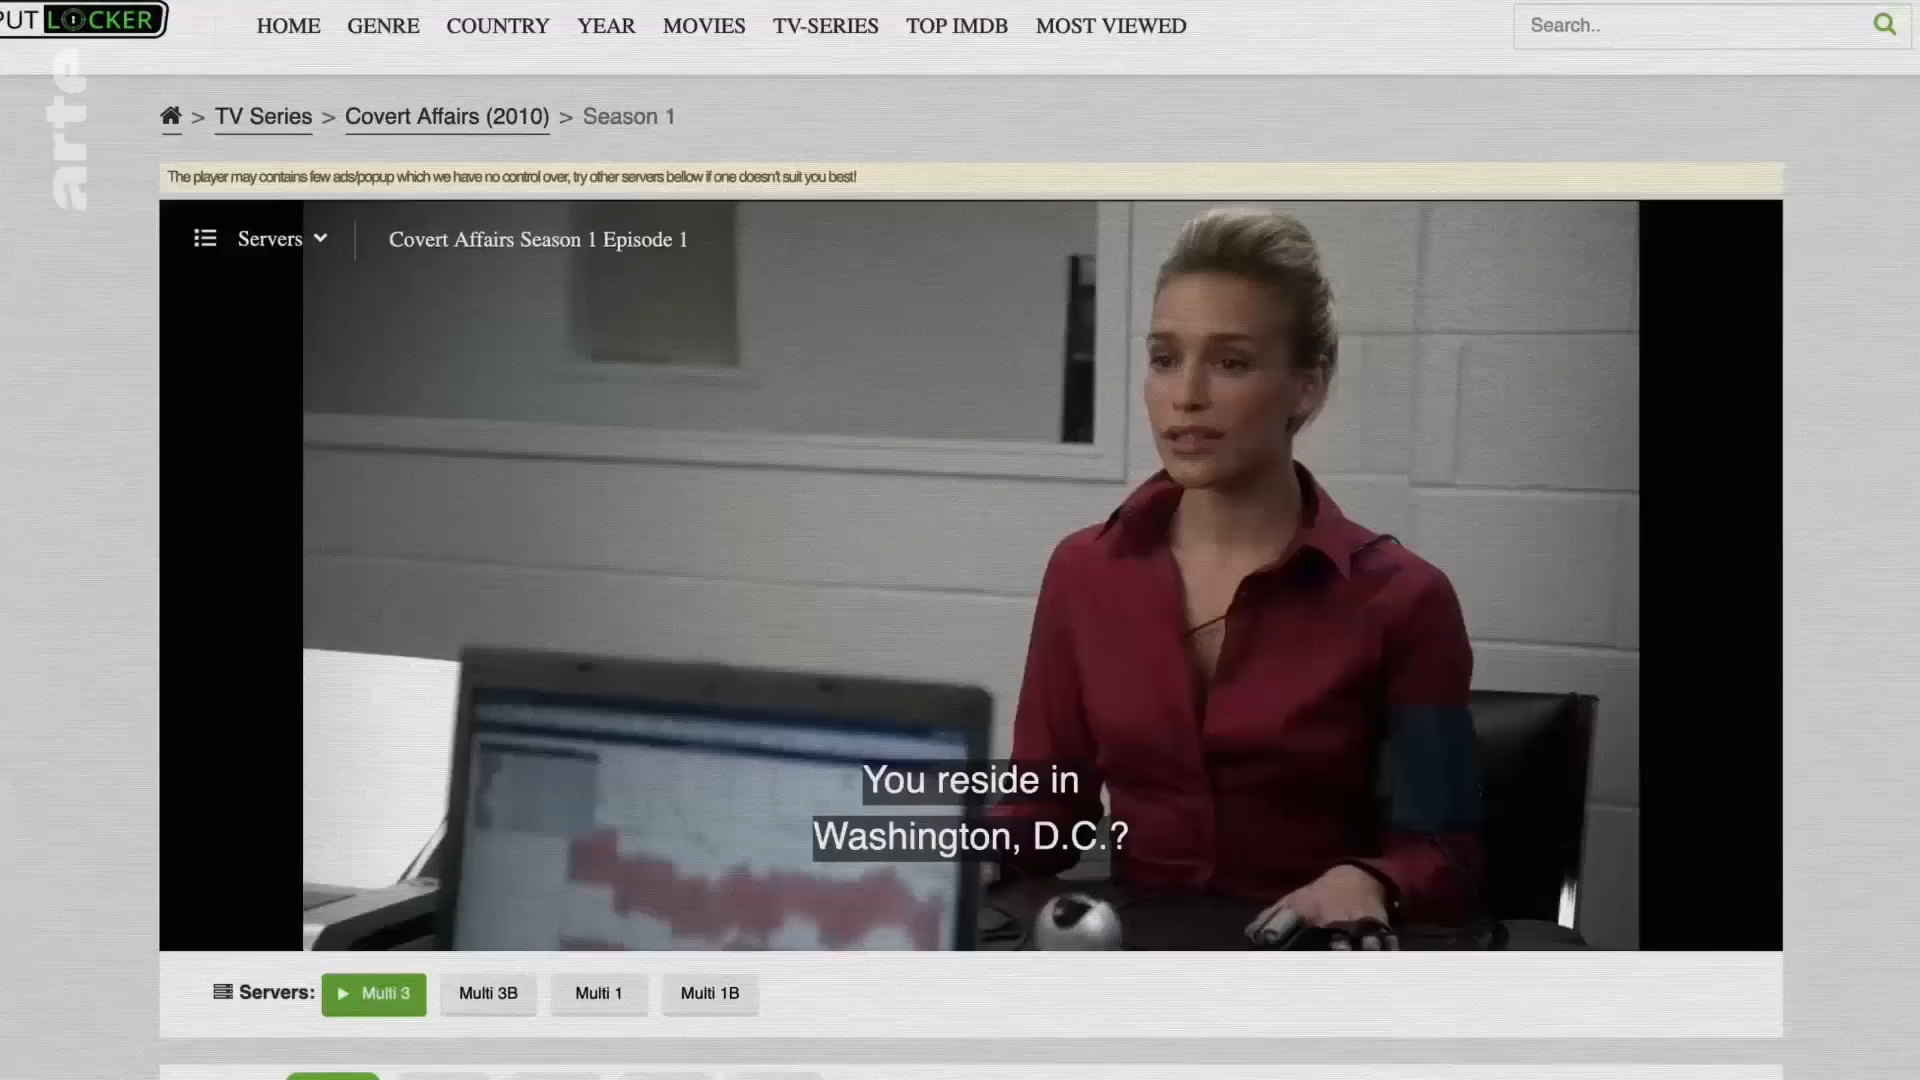 PUTLOCKER
HOME GENRE COUNTRY YEAR MOVIES TV-SERIES TOP IMDB MOST VIEWED
Search..
arte
> TV Series > Covert Affairs (2010) > Season 1
The player may contains few ads/popup which we have no control over, try other servers bellow if one doesn't suit you best!
Servers
Covert Affairs Season 1 Episode 1
You reside in
Washington, D.C.?
Servers: Multi 3 Multi 3B Multi 1 Multi 1B